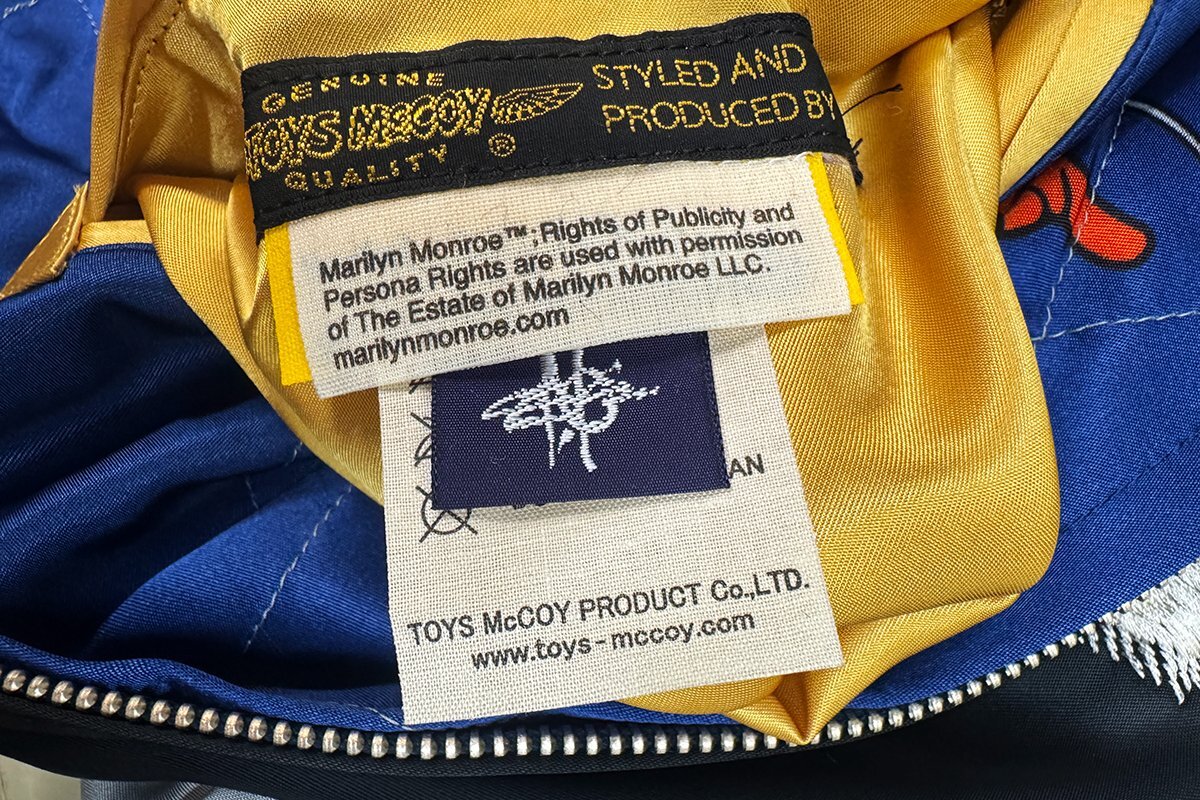 GENUINE
TOYS McCOY
QUALITY ®
STYLED AND
PRODUCED BY
Marilyn Monroe™; Rights of Publicity and
Persona Rights are used with permission
of The Estate of Marilyn Monroe LLC.
marilynmonroe.com
AN
TOYS McCOY PRODUCT Co.,LTD.
www.toys-mccoy.com